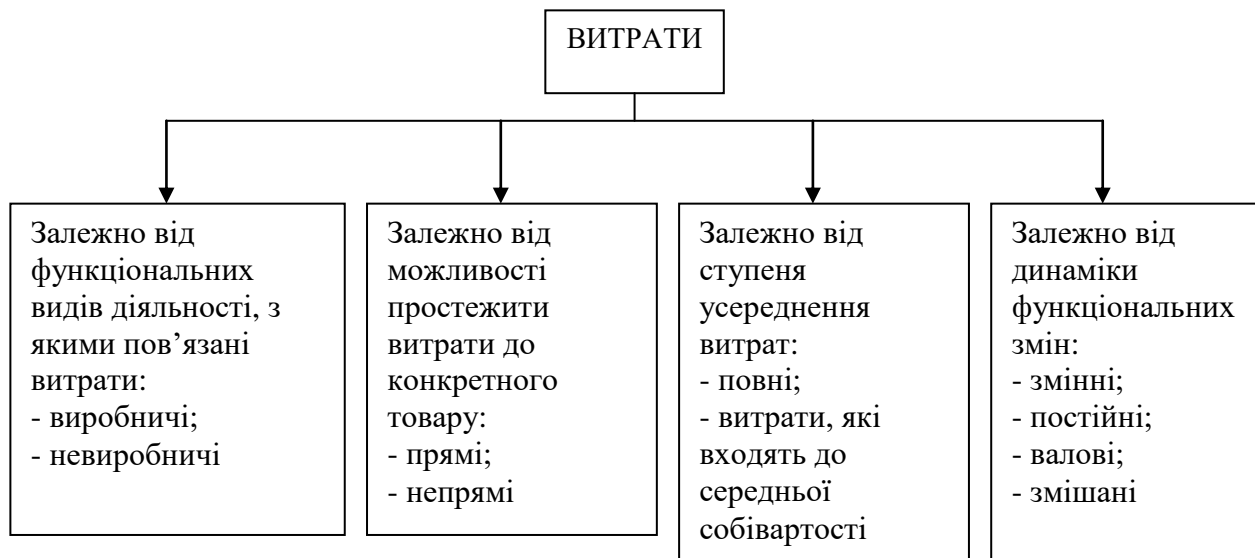 ВИТРАТИ
Залежно від
функціональних
видів діяльності, з
якими пов’язані
витрати:
- виробничі;
- невиробничі
Залежно від
можливості
простежити
витрати до
конкретного
товару:
- прямі;
- непрямі
Залежно від
ступеня
усереднення
витрат:
- повні;
- витрати, які
входять до
середньої
собівартості
Залежно від
динаміки
функціональних
змін:
- змінні;
- постійні;
- валові;
- змішані